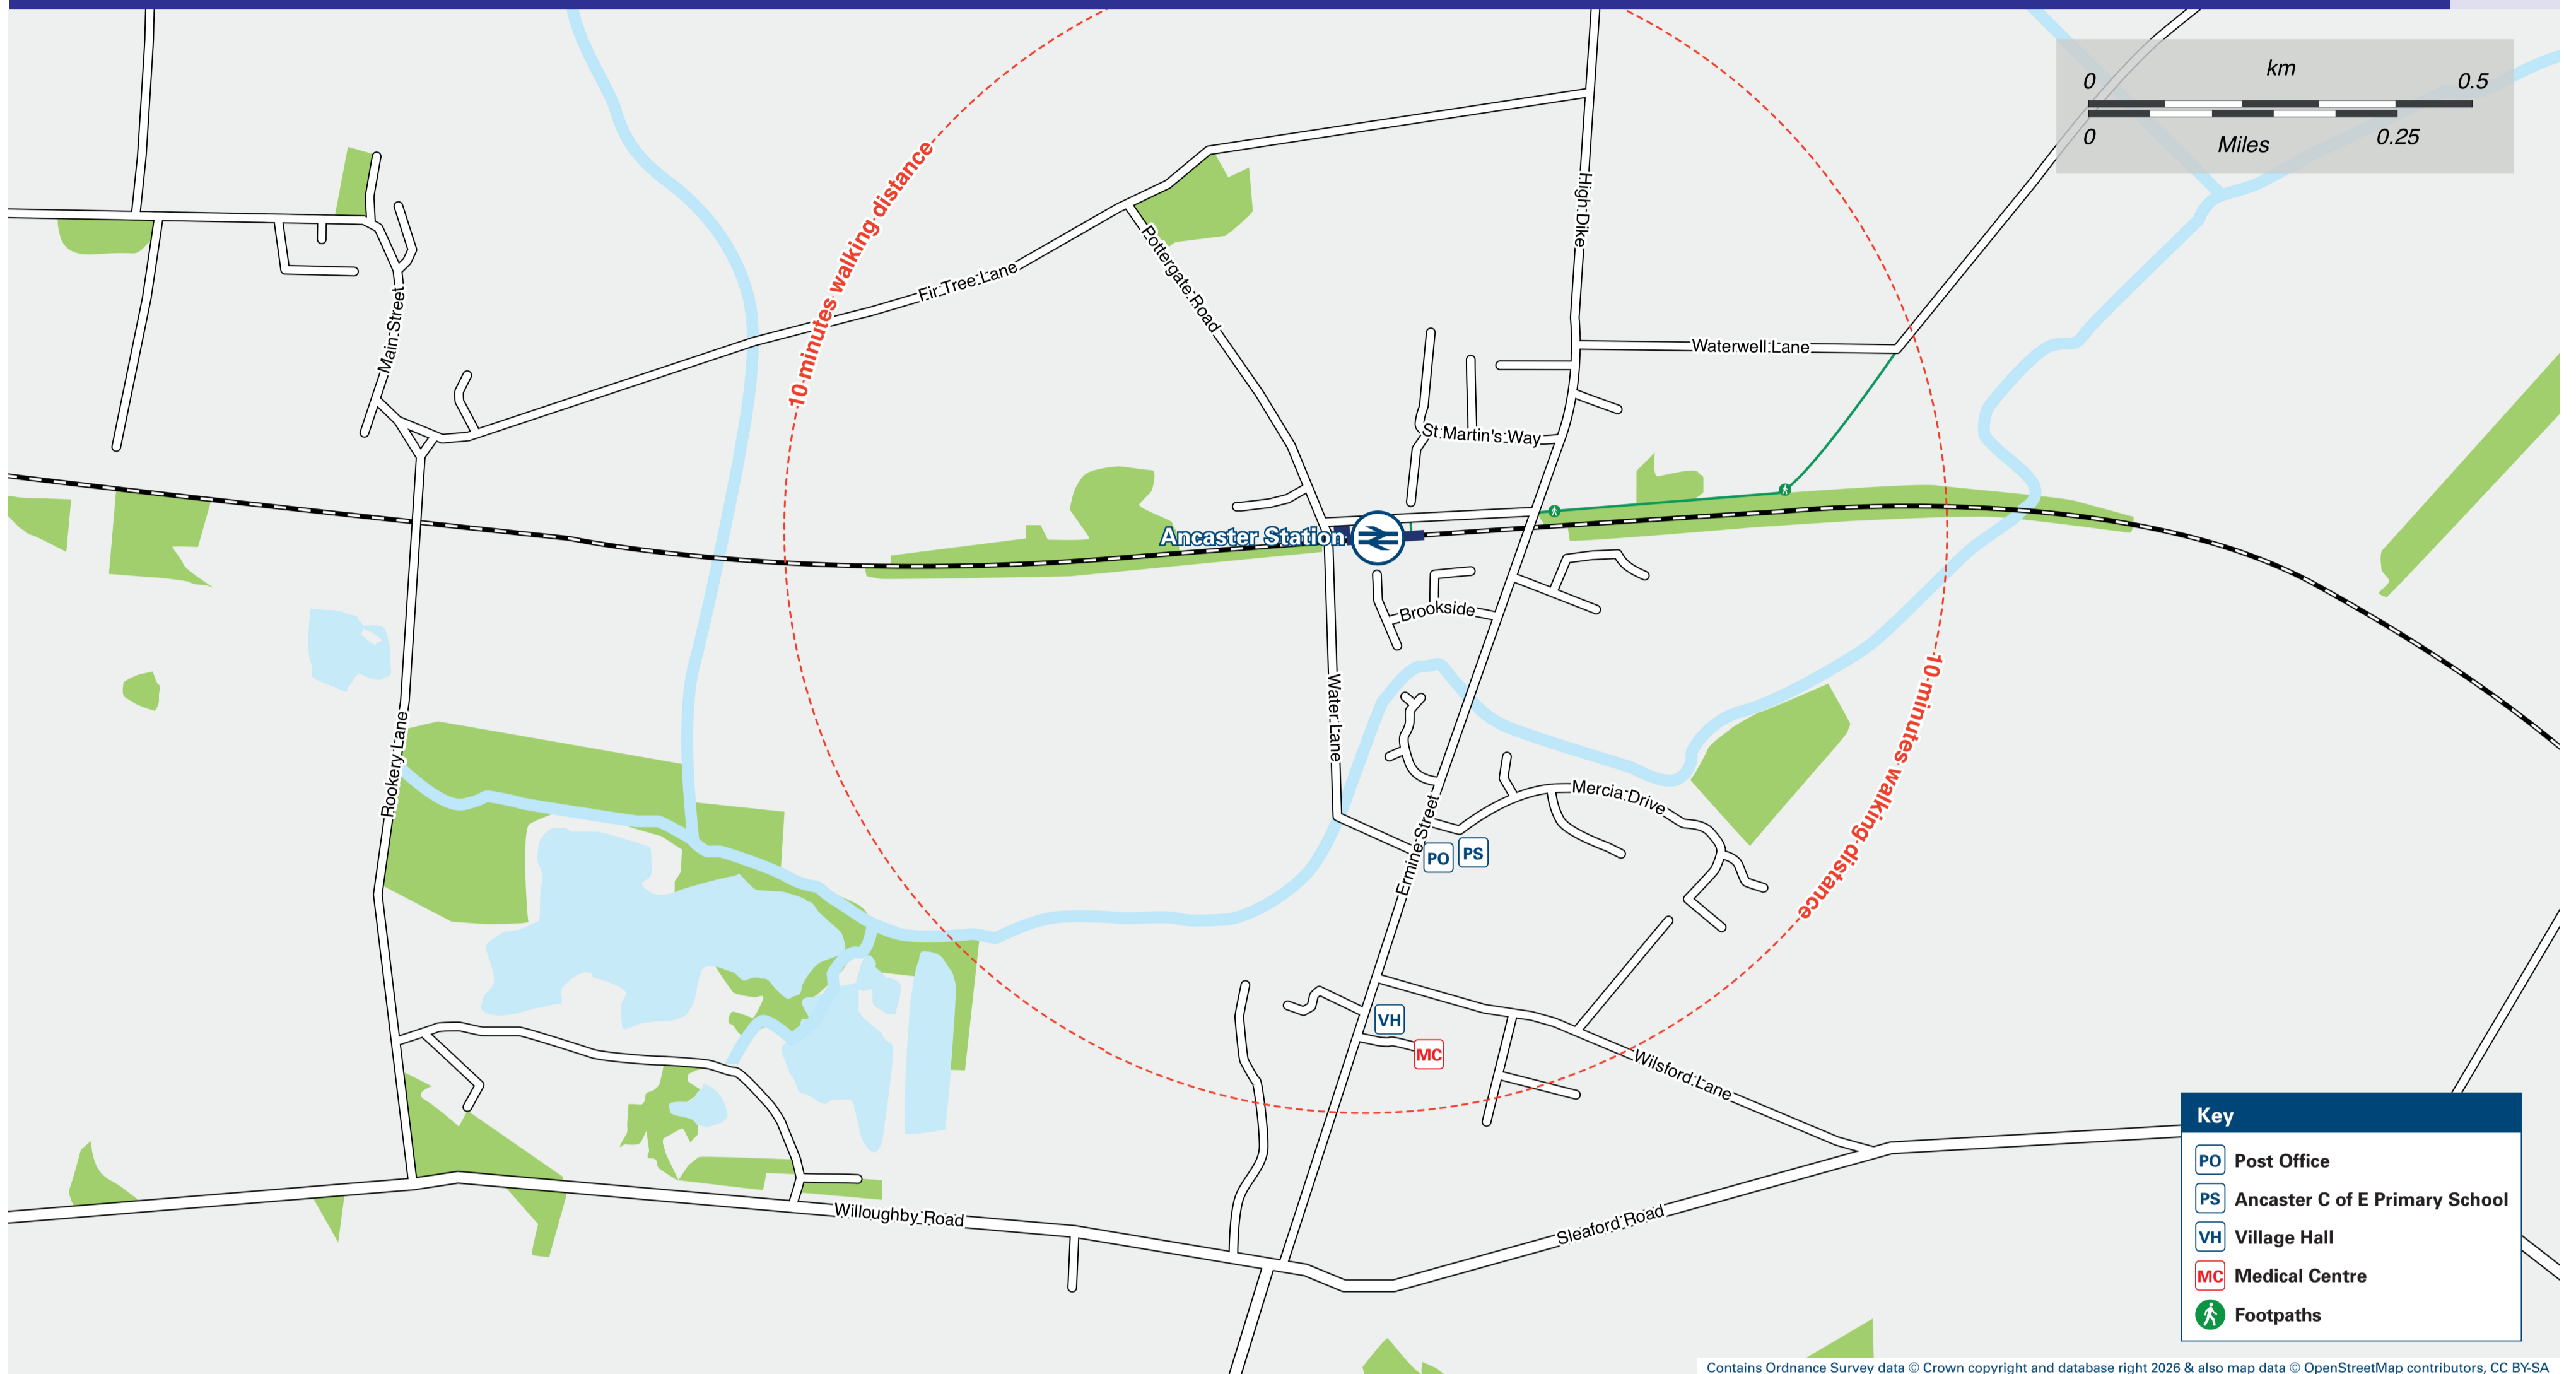 km
0 0.5
0 0.25
Miles
10 minutes walking distance
High Dike
Pottergate Road
Fir Tree Lane
Main Street
Waterwell Lane
St Martin's Way
Ancaster Station
Brookside
10 minutes walking distance
Water Lane
Rookery Lane
Mercia Drive
Ermine Street
PO
PS
VH
MC
Wilsford Lane
Willoughby Road
Sleaford Road
Key
PO Post Office
PS Ancaster C of E Primary School
VH Village Hall
MC Medical Centre
Footpaths
Contains Ordnance Survey data © Crown copyright and database right 2026 & also map data © OpenStreetMap contributors, CC BY-SA